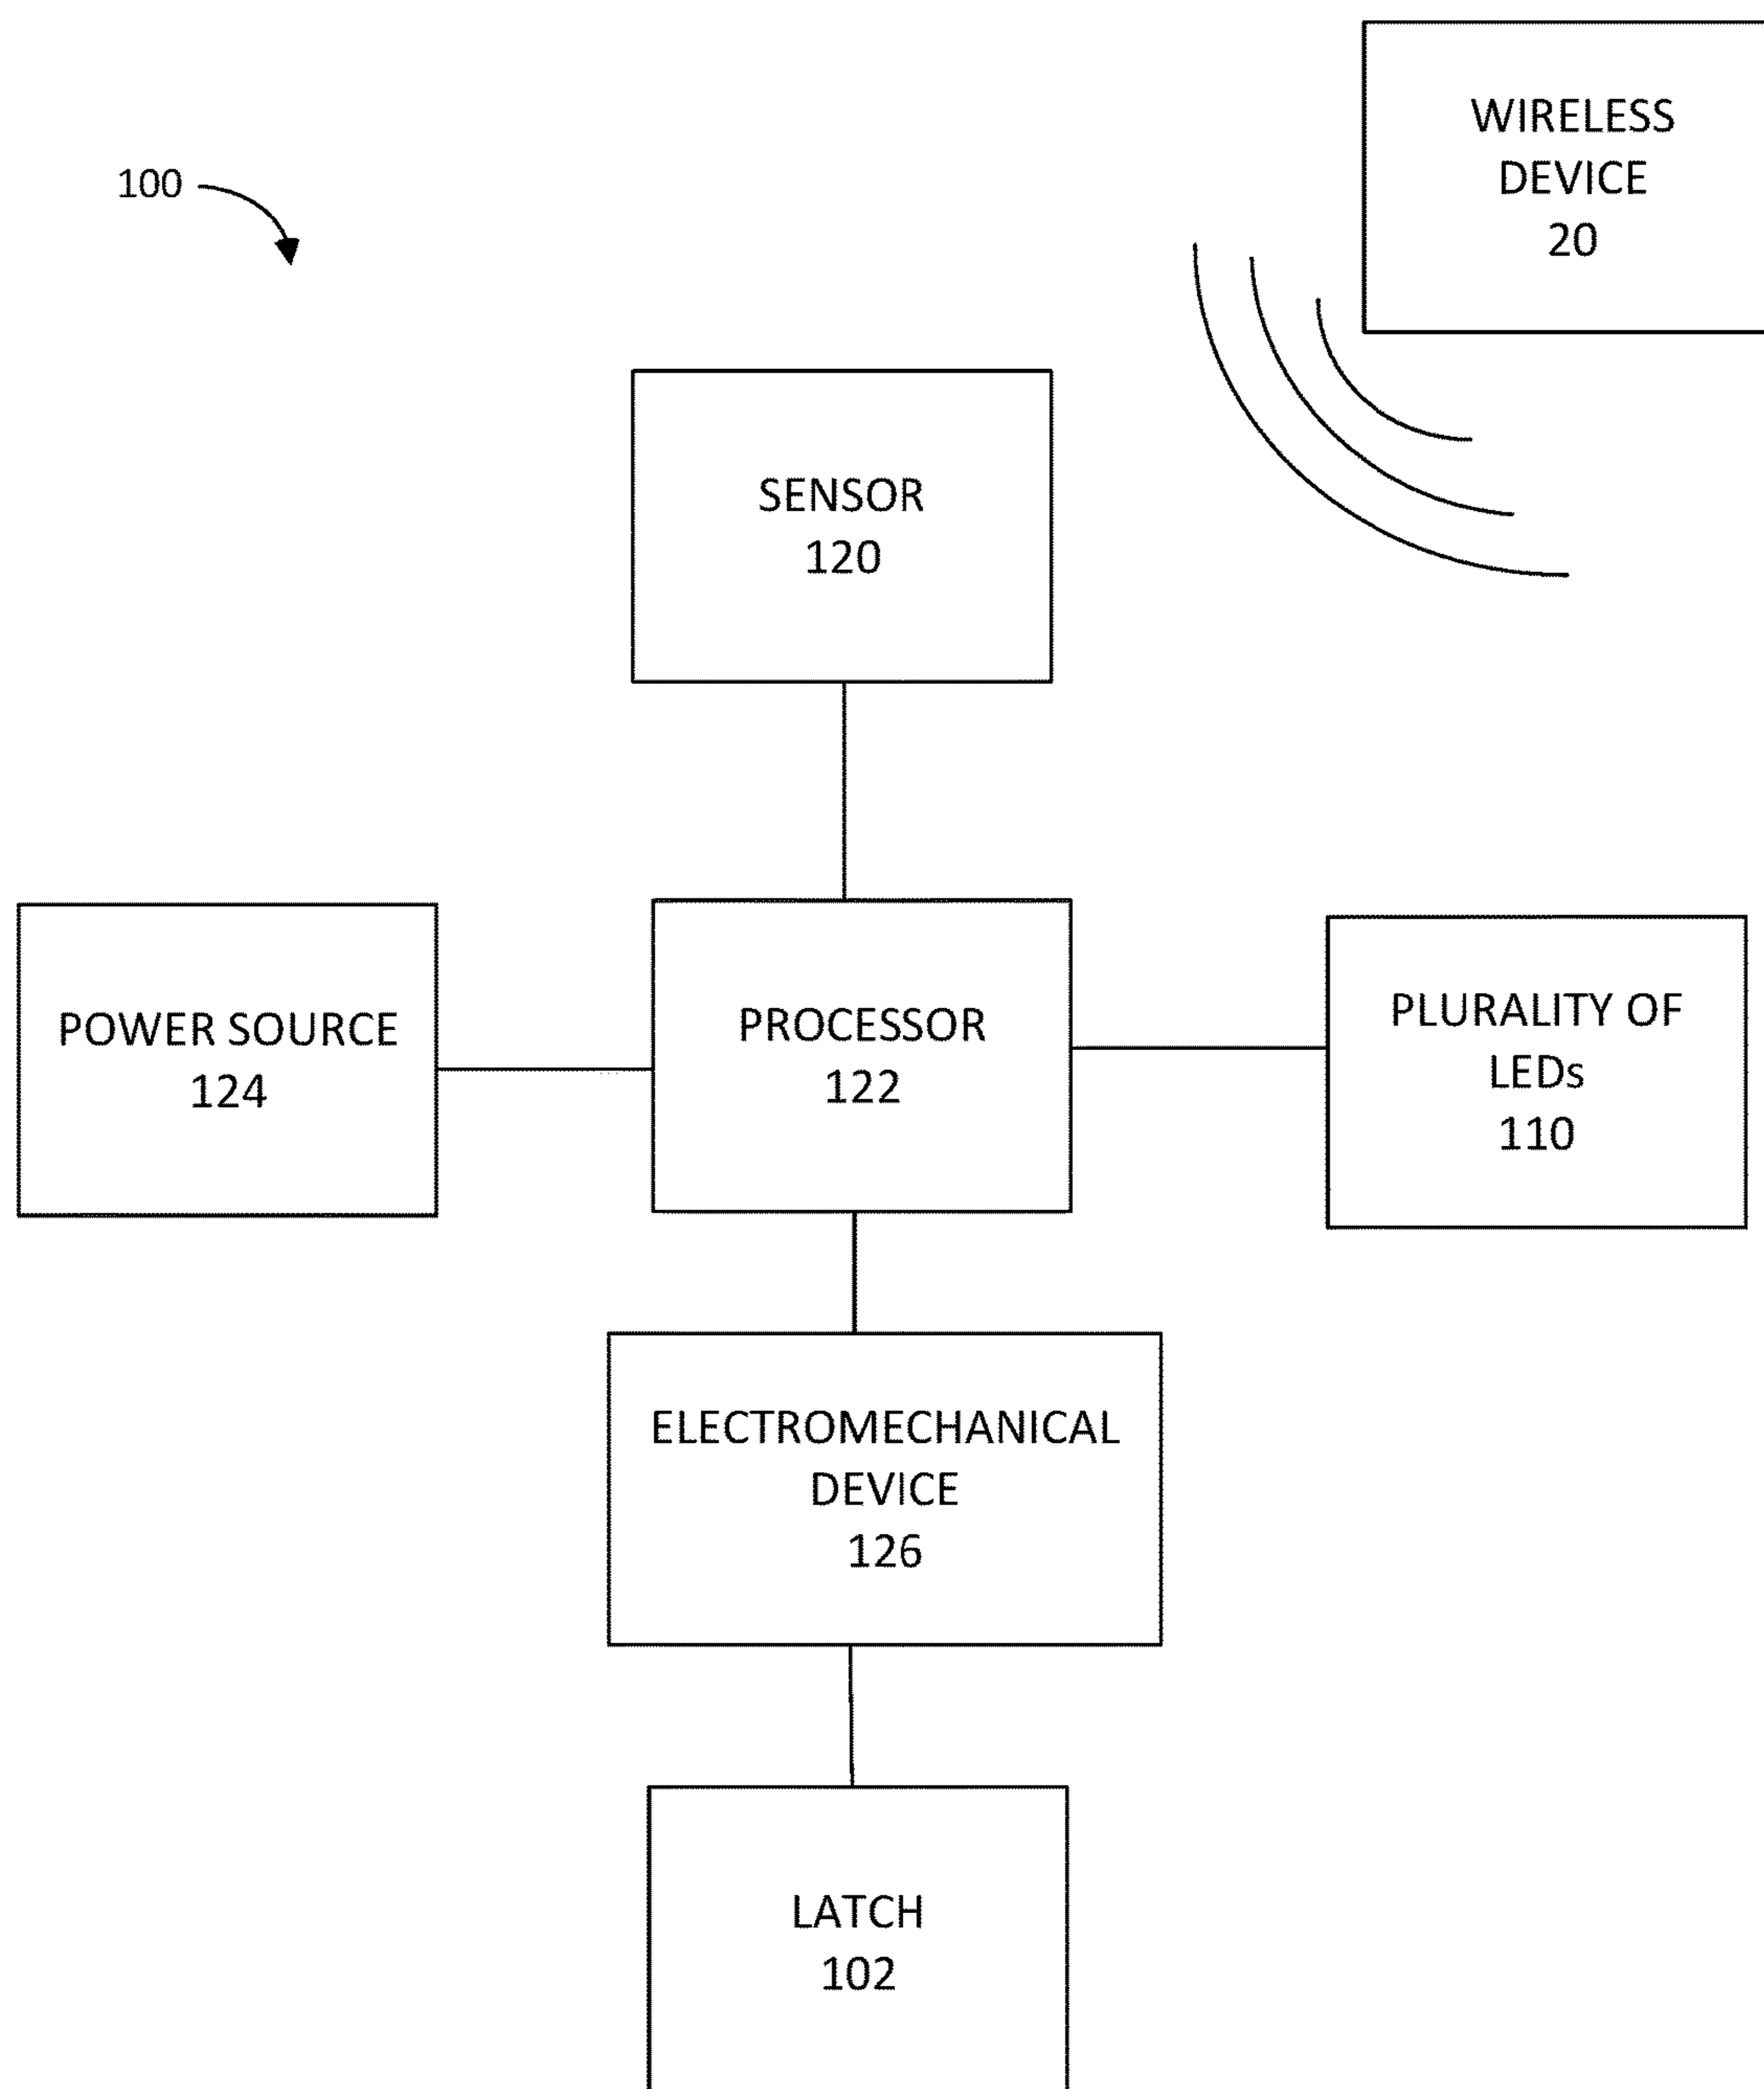 WIRELESS
DEVICE
20
100
SENSOR
120
POWER SOURCE
124
PROCESSOR
122
PLURALITY OF
LEDs
110
ELECTROMECHANICAL
DEVICE
126
LATCH
102